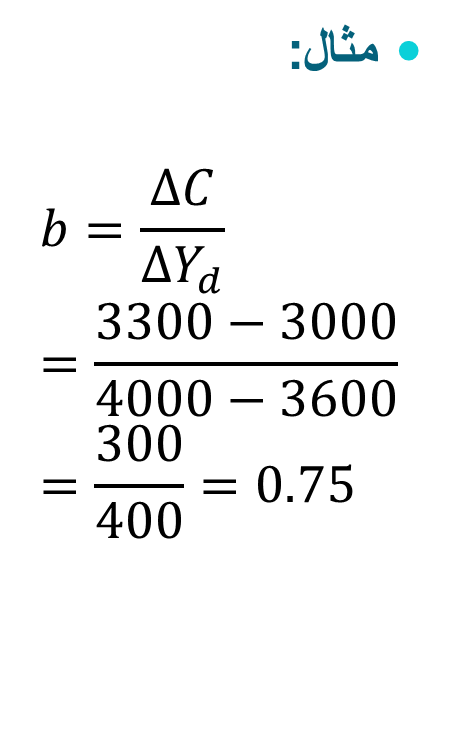 • مثال:
b = ΔC / ΔY_d
= 3300 − 3000 / 4000 − 3600
= 300 / 400 = 0.75